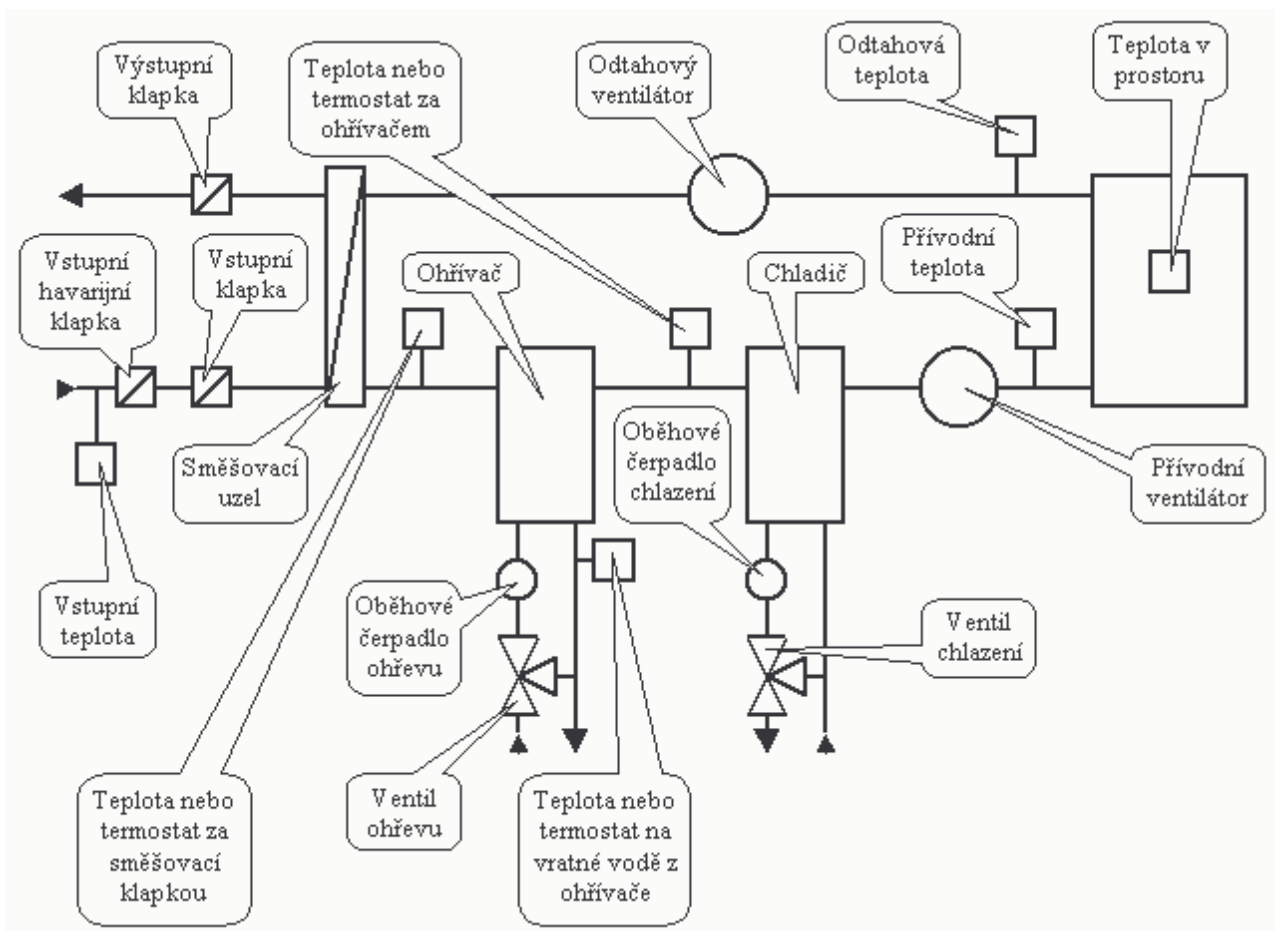 Výstupní
klapka
Teplota nebo
termostat za
ohřívačem
Odtahový
ventilátor
Odtahová
teplota
Teplota v
prostoru
Vstupní
havarijní
klapka
Vstupní
klapka
Ohřívač
Chladič
Přívodní
teplota
Směšovací
uzel
Oběhové
čerpadlo
chlazení
Přívodní
ventilátor
Vstupní
teplota
Oběhové
čerpadlo
ohřevu
Ventil
chlazení
Teplota nebo
termostat za
směšovací
klapkou
Ventil
ohřevu
Teplota nebo
termostat na
vratné vodě z
ohřívače